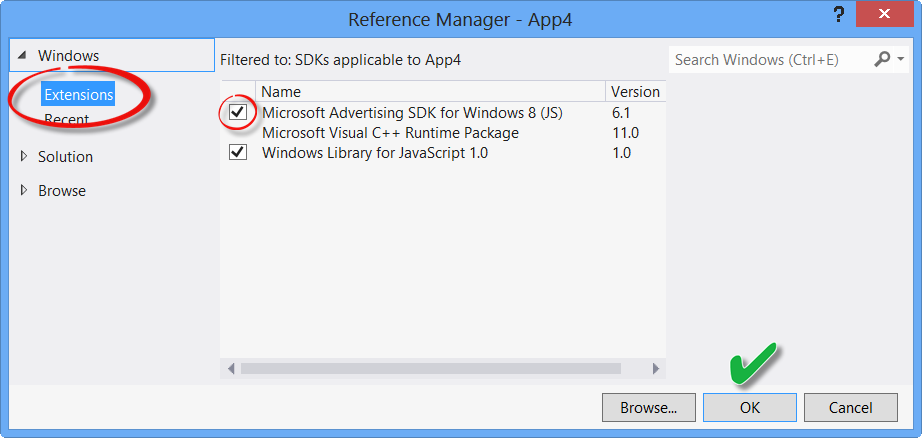 Reference Manager - App4
?
Windows
Extensions
Recent
Solution
Browse
Filtered to: SDKs applicable to App4
Search Windows (Ctrl+E)
Name Version
Microsoft Advertising SDK for Windows 8 (JS) 6.1
Microsoft Visual C++ Runtime Package 11.0
Windows Library for JavaScript 1.0 1.0
Browse... OK Cancel